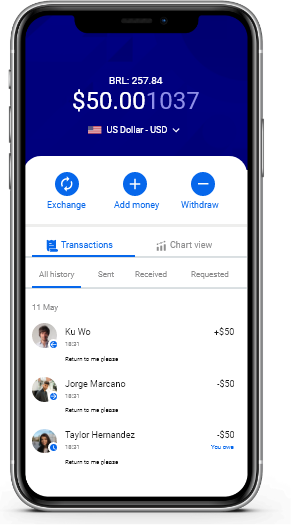 BRL: 257.84
$50.001037
US Dollar - USD
Exchange
Add money
Withdraw
Transactions
Chart view
All history
Sent
Received
Requested
11 May
Ku Wo
+$50
16:31
Return to me please
Jorge Marcano
-$50
16:31
Return to me please
Taylor Hernandez
-$50
16:31
You owe
Return to me please